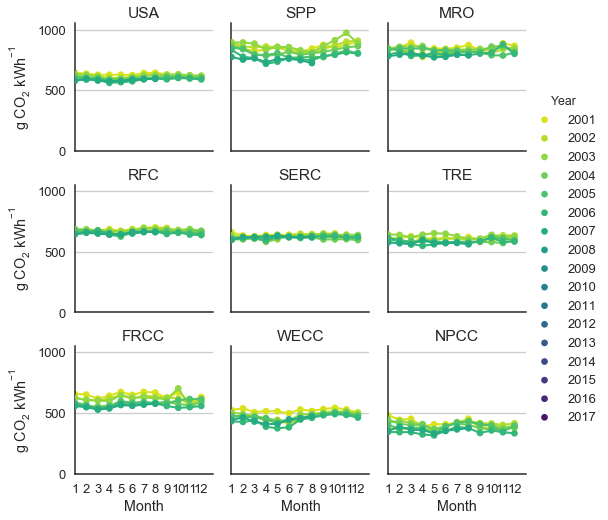 USA SPP MRO
1000
500
0
g CO₂ kWh⁻¹
RFC SERC TRE
1000
500
0
g CO₂ kWh⁻¹
FRCC WECC NPCC
1000
500
0
g CO₂ kWh⁻¹
1 2 3 4 5 6 7 8 9 10 11 12 1 2 3 4 5 6 7 8 9 10 11 12 1 2 3 4 5 6 7 8 9 10 11 12
Month Month Month
Year
2001
2002
2003
2004
2005
2006
2007
2008
2009
2010
2011
2012
2013
2014
2015
2016
2017